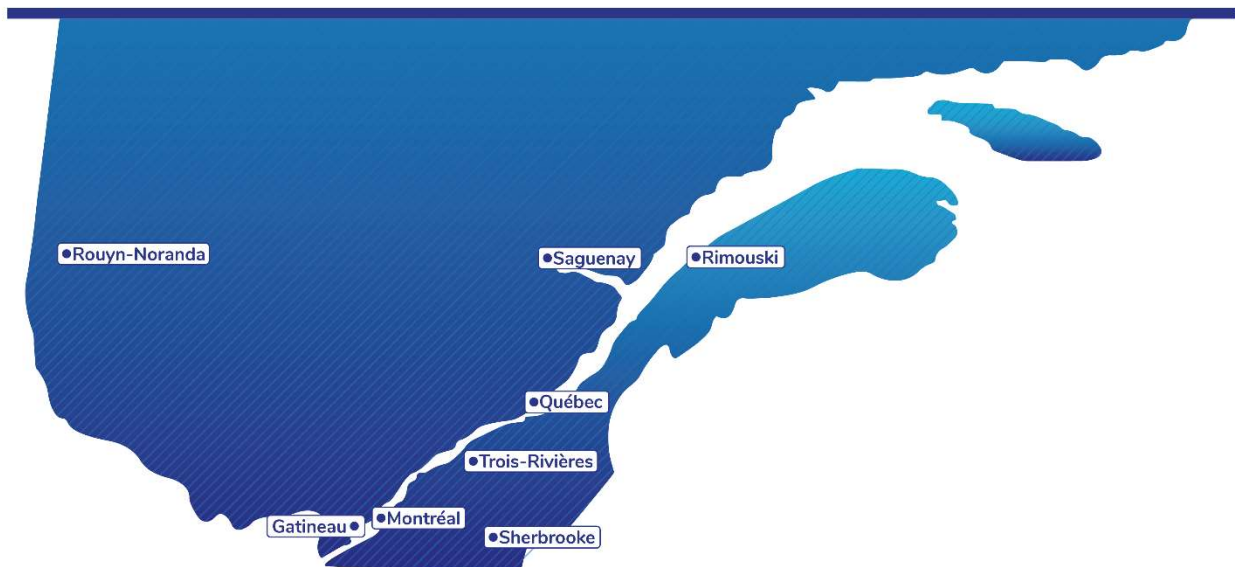 Rouyn-Noranda
Saguenay
Rimouski
Québec
Trois-Rivières
Montréal
Gatineau
Sherbrooke